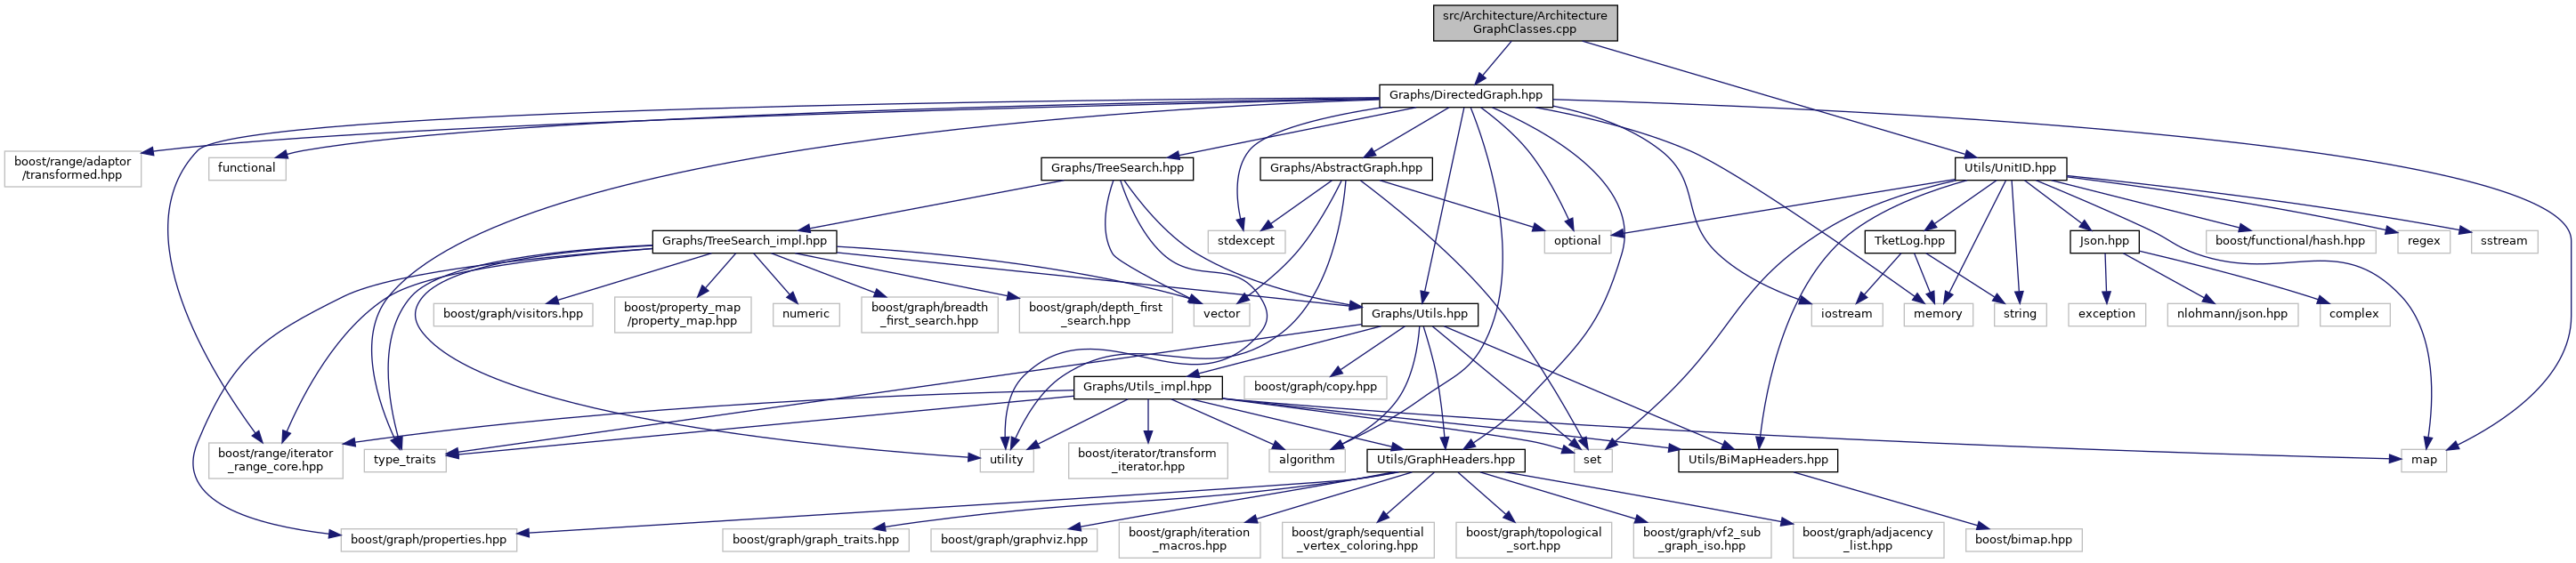 src/Architecture/Architecture
GraphClasses.cpp
Graphs/DirectedGraph.hpp
boost/range/adaptor
/transformed.hpp
functional
Graphs/TreeSearch.hpp
Graphs/AbstractGraph.hpp
Utils/UnitID.hpp
Graphs/TreeSearch_impl.hpp
stdexcept
optional
TketLog.hpp
Json.hpp
boost/functional/hash.hpp
regex
sstream
boost/graph/visitors.hpp
boost/property_map
/property_map.hpp
numeric
boost/graph/breadth
_first_search.hpp
boost/graph/depth_first
_search.hpp
vector
Graphs/Utils.hpp
iostream
memory
string
exception
nlohmann/json.hpp
complex
Graphs/Utils_impl.hpp
boost/graph/copy.hpp
boost/range/iterator
_range_core.hpp
type_traits
utility
boost/iterator/transform
_iterator.hpp
algorithm
Utils/GraphHeaders.hpp
set
Utils/BiMapHeaders.hpp
map
boost/graph/properties.hpp
boost/graph/graph_traits.hpp
boost/graph/graphviz.hpp
boost/graph/iteration
_macros.hpp
boost/graph/sequential
_vertex_coloring.hpp
boost/graph/topological
_sort.hpp
boost/graph/vf2_sub
_graph_iso.hpp
boost/graph/adjacency
_list.hpp
boost/bimap.hpp